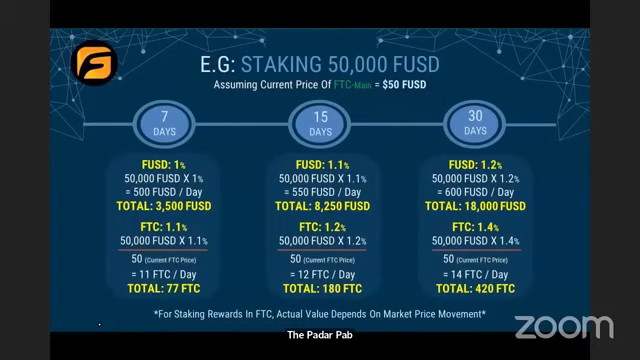 E.G: STAKING 50,000 FUSD
Assuming Current Price Of FTC-Main = $50 FUSD
7
DAYS
15
DAYS
30
DAYS
FUSD: 1%
50,000 FUSD X 1%
= 500 FUSD / Day
TOTAL: 3,500 FUSD
FTC: 1.1%
50,000 FUSD X 1.1%
50 (Current FTC Price)
= 11 FTC / Day
TOTAL: 77 FTC
FUSD: 1.1%
50,000 FUSD X 1.1%
= 550 FUSD / Day
TOTAL: 8,250 FUSD
FTC: 1.2%
50,000 FUSD X 1.2%
50 (Current FTC Price)
= 12 FTC / Day
TOTAL: 180 FTC
FUSD: 1.2%
50,000 FUSD X 1.2%
= 600 FUSD / Day
TOTAL: 18,000 FUSD
FTC: 1.4%
50,000 FUSD X 1.4%
50 (Current FTC Price)
= 14 FTC / Day
TOTAL: 420 FTC
*For Staking Rewards In FTC, Actual Value Depends On Market Price Movement*
zoom
The Padar Pab